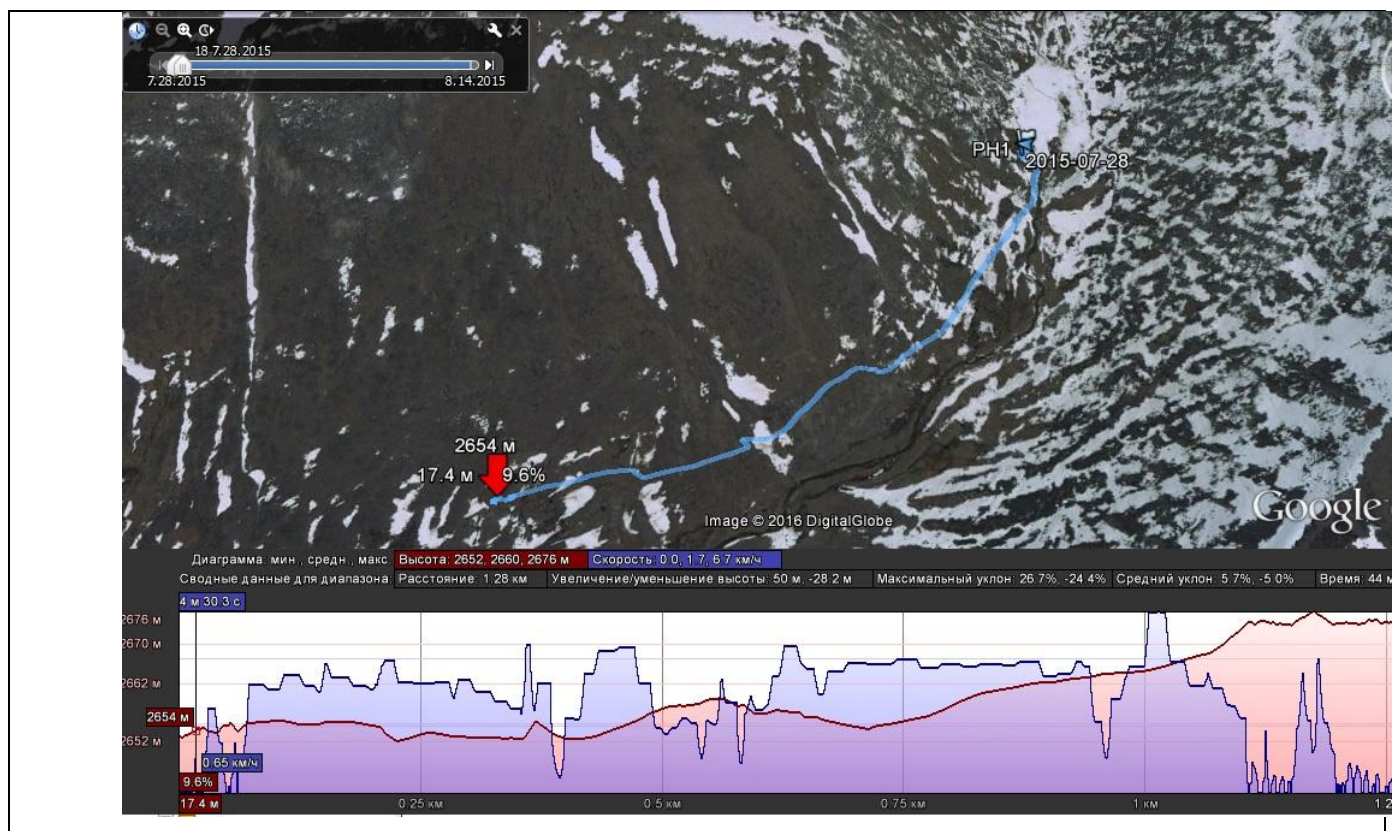 18 7.28.2015
7.28.2015
8.14.2015
PH1
2015-07-28
2654 м
17.4 м
9.6%
Image © 2016 DigitalGlobe
Google
Диаграмма: мин., средн., макс. Высота: 2652, 2660, 2676 м Скорость: 0.0, 1.7, 6.7 км/ч
Сводные данные для диапазона: Расстояние: 1.28 км Увеличение/уменьшение высоты: 50 м, -28.2 м Максимальный уклон: 26.7%, -24.4% Средний уклон: 5.7%, -5.0% Время: 44 м
4 м 30.3 с
2676 м
2670 м
2662 м
2654 м
2652 м
0.65 км/ч
9.6%
17.4 м 0.25 км 0.5 км 0.75 км 1 км 1.2